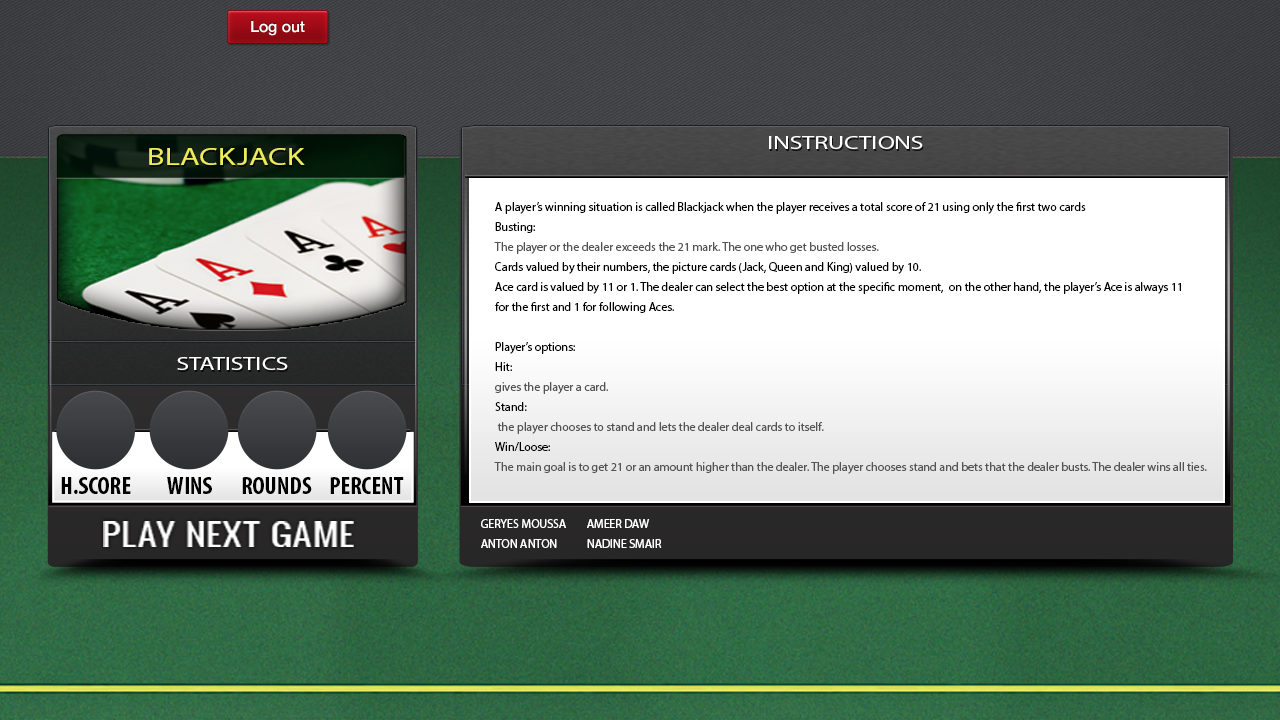 Log out
BLACKJACK
A
A
A
A
STATISTICS
H.SCORE WINS ROUNDS PERCENT
PLAY NEXT GAME
INSTRUCTIONS
A player’s winning situation is called Blackjack when the player receives a total score of 21 using only the first two cards
Busting:
The player or the dealer exceeds the 21 mark. The one who get busted losses.
Cards valued by their numbers, the picture cards (Jack, Queen and King) valued by 10.
Ace card is valued by 11 or 1. The dealer can select the best option at the specific moment,  on the other hand, the player’s Ace is always 11
for the first and 1 for following Aces.
Player’s options:
Hit:
gives the player a card.
Stand:
the player chooses to stand and lets the dealer deal cards to itself.
Win/Loose:
The main goal is to get 21 or an amount higher than the dealer. The player chooses stand and bets that the dealer busts. The dealer wins all ties.
GERYES MOUSSA AMEER DAW
ANTON ANTON NADINE SMAIR